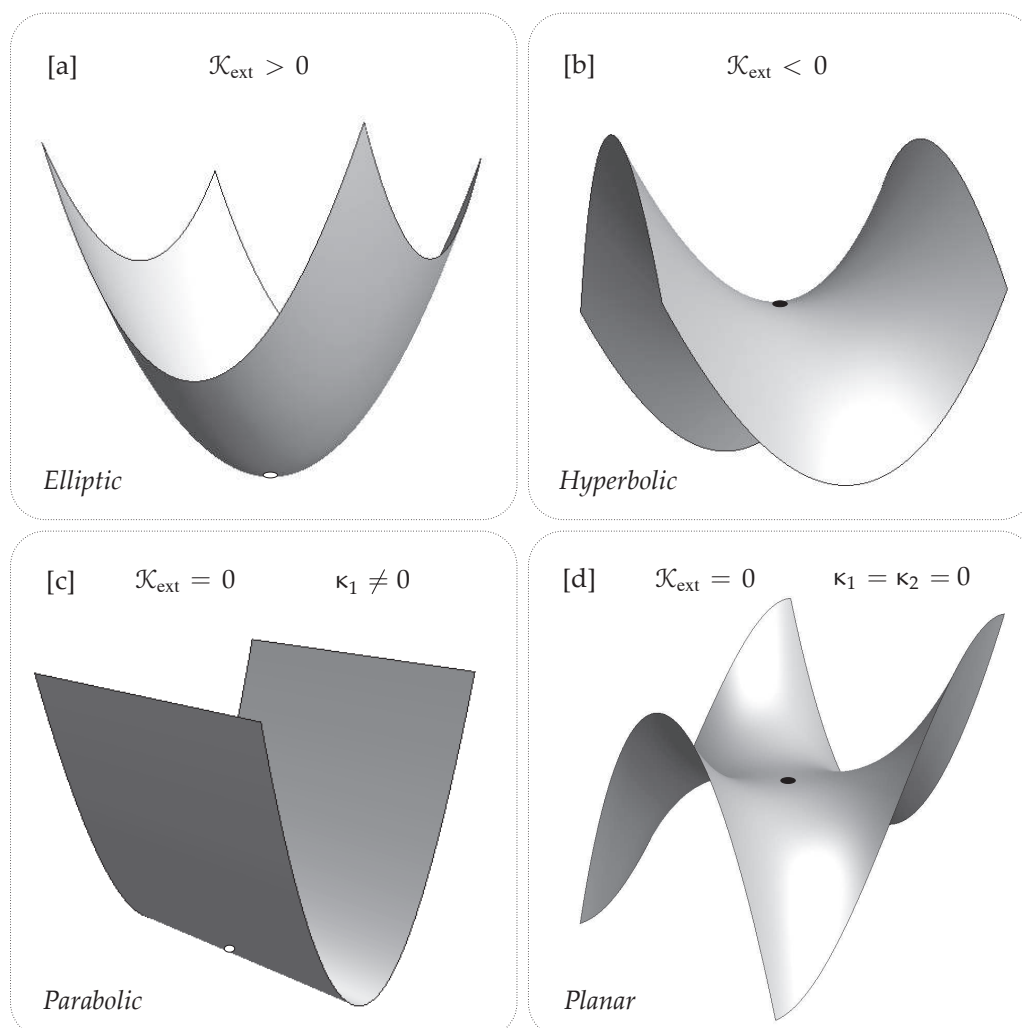 [a] 𝒦ext > 0
[b] 𝒦ext < 0
Elliptic
Hyperbolic
[c] 𝒦ext = 0 κ1 ≠ 0
[d] 𝒦ext = 0 κ1 = κ2 = 0
Parabolic
Planar